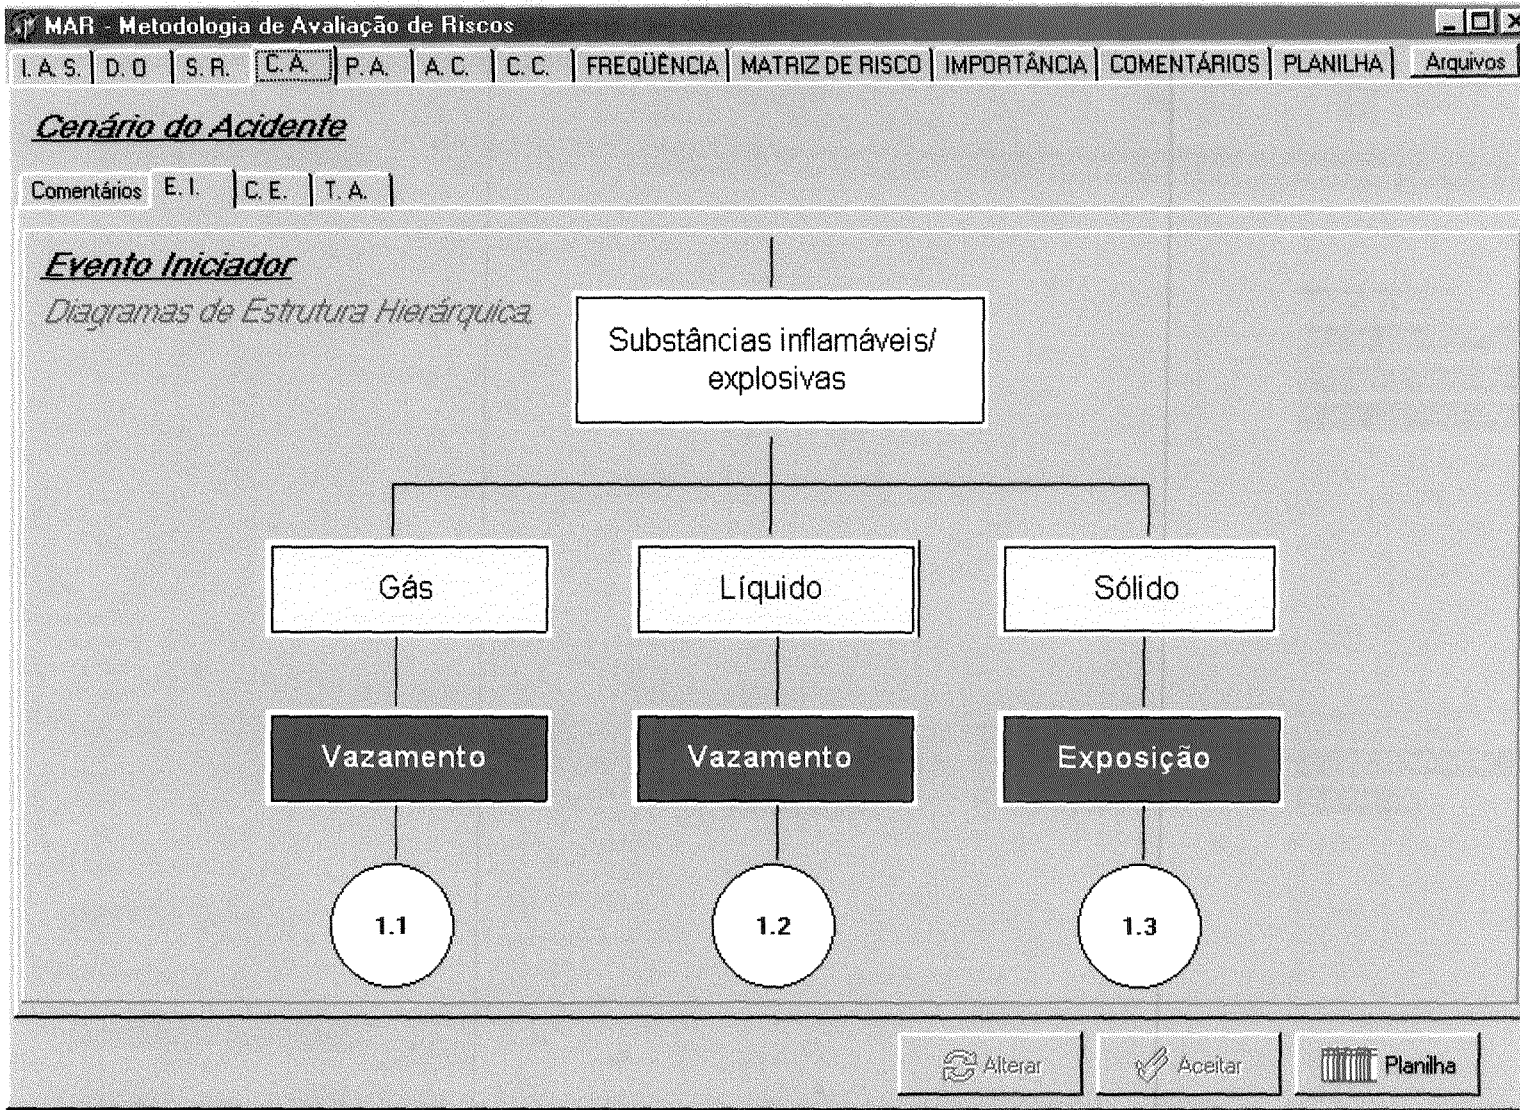 MAR - Metodologia de Avaliação de Riscos
I. A. S. D. O S. R. C. A. P. A. A. C. C. C. FREQÜÊNCIA MATRIZ DE RISCO IMPORTÂNCIA COMENTÁRIOS PLANILHA Arquivos
Cenário do Acidente
Comentários E. I. C. E. T. A.
Evento Iniciador
Diagramas de Estrutura Hierárquica.
Substâncias inflamáveis/
explosivas
Gás Líquido Sólido
Vazamento Vazamento Exposição
1.1 1.2 1.3
Alterar Aceitar Planilha